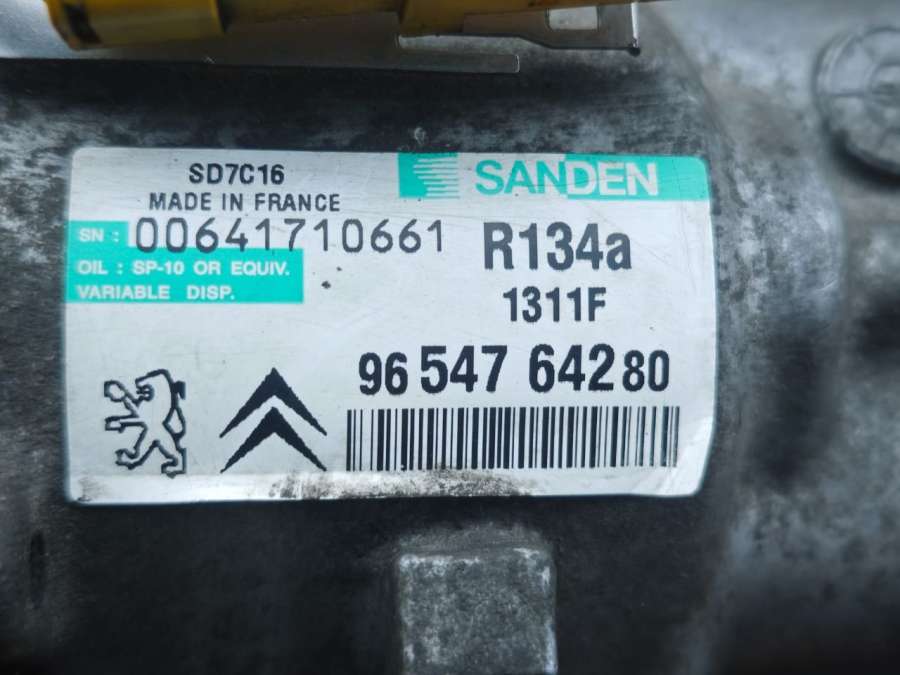 SD7C16
SANDEN
MADE IN FRANCE
SN : 00641710661
R134a
OIL : SP-10 OR EQUIV.
VARIABLE DISP.
1311F
96 547 642 80